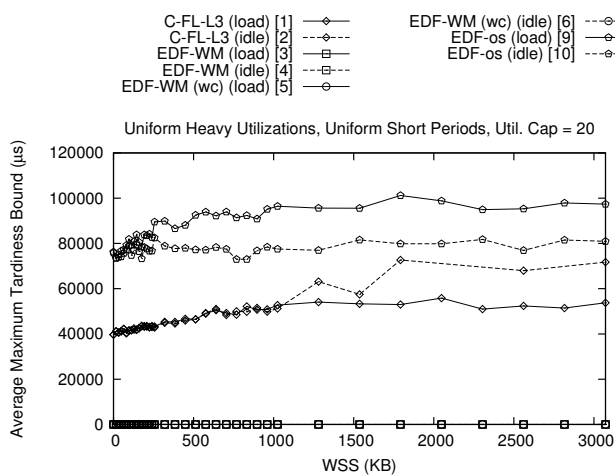 C-FL-L3 (load) [1]
C-FL-L3 (idle) [2]
EDF-WM (load) [3]
EDF-WM (idle) [4]
EDF-WM (wc) (load) [5]
EDF-WM (wc) (idle) [6]
EDF-os (load) [9]
EDF-os (idle) [10]
Uniform Heavy Utilizations, Uniform Short Periods, Util. Cap = 20
Average Maximum Tardiness Bound (µs)
120000
100000
80000
60000
40000
20000
0
0 500 1000 1500 2000 2500 3000
WSS (KB)